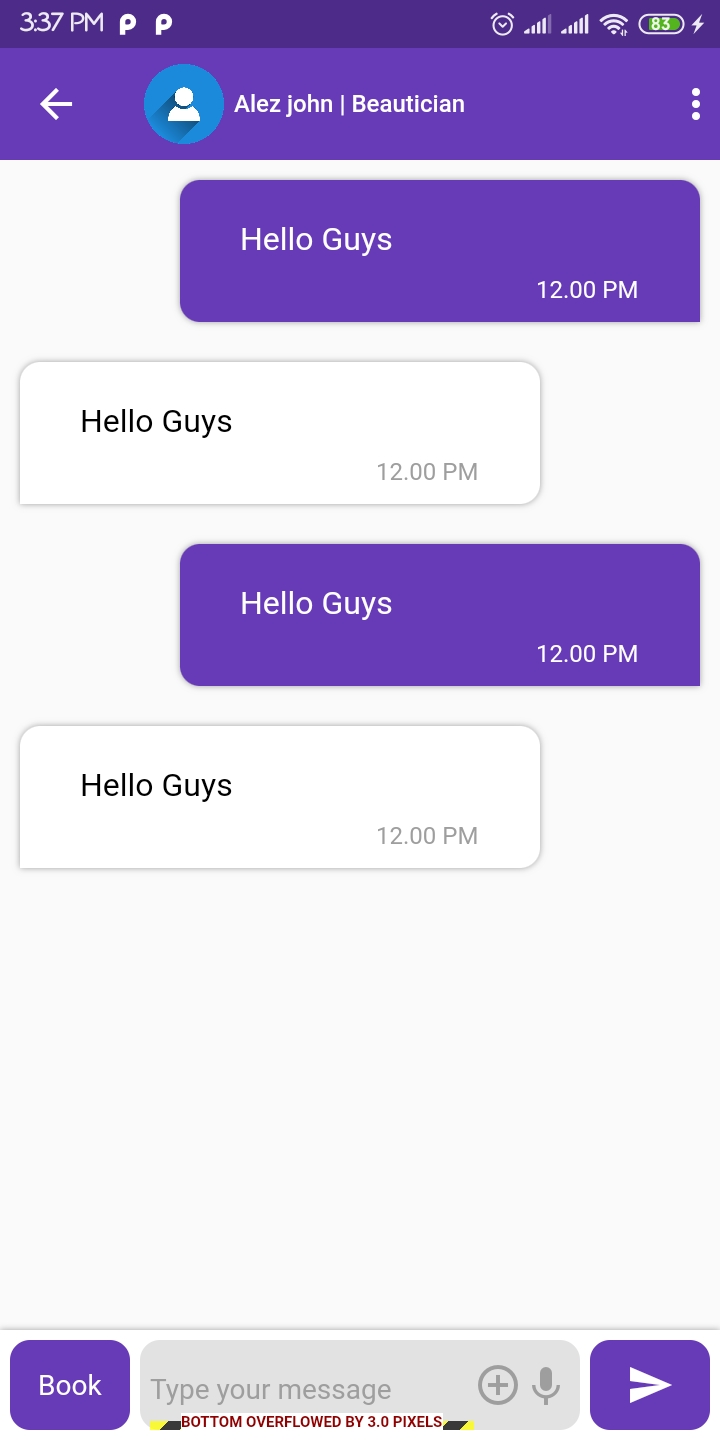 3:37 PM
83
Alez john | Beautician
Hello Guys
12.00 PM
Hello Guys
12.00 PM
Hello Guys
12.00 PM
Hello Guys
12.00 PM
Book
Type your message
BOTTOM OVERFLOWED BY 3.0 PIXELS